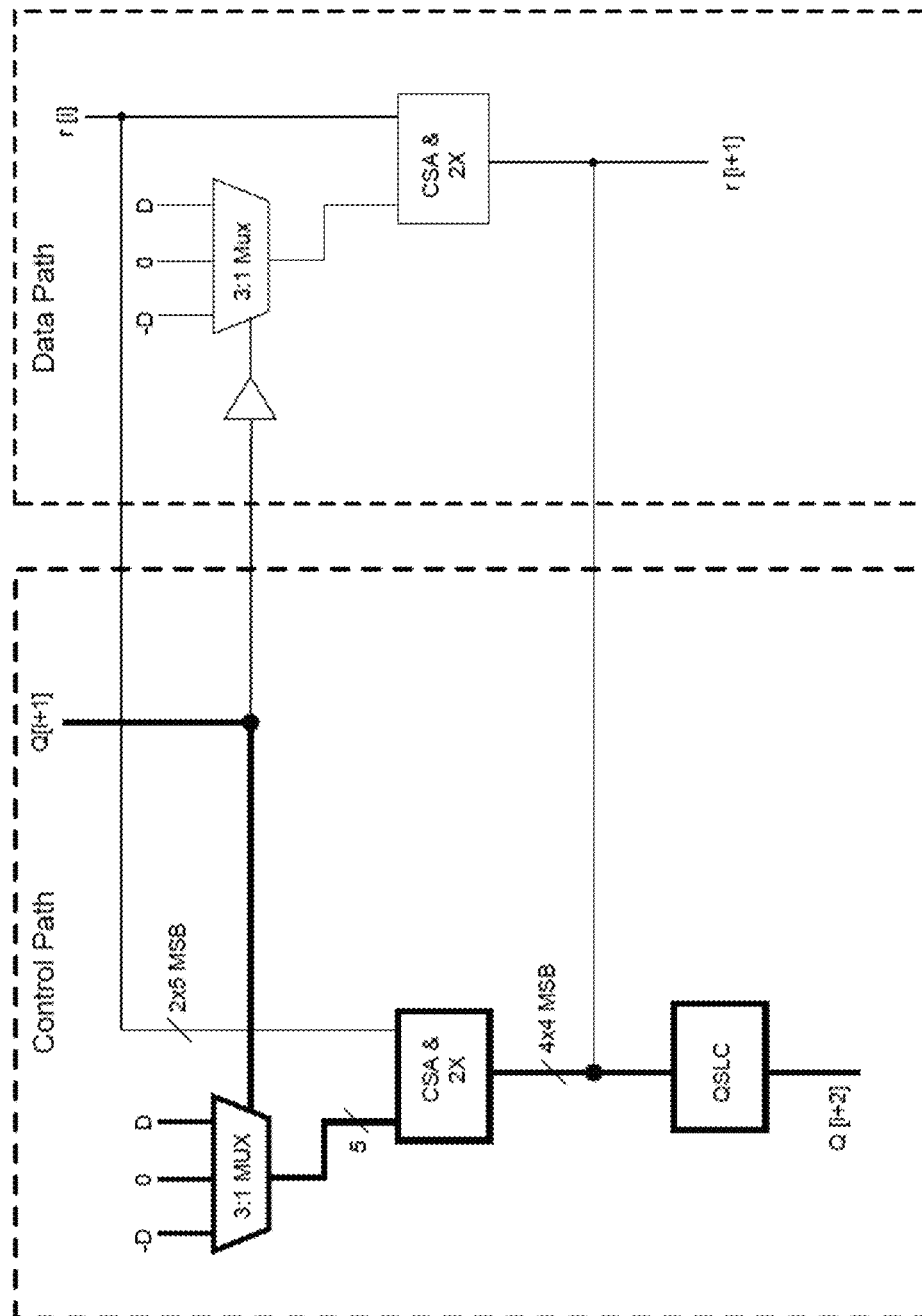 Control Path
Data Path
Q[i+1]
r [i]
-D
0
D
3:1 MUX
-D
0
D
3:1 Mux
2x5 MSB
5
CSA &
2X
CSA &
2X
4x4 MSB
QSLC
Q [i+2]
r [i+1]